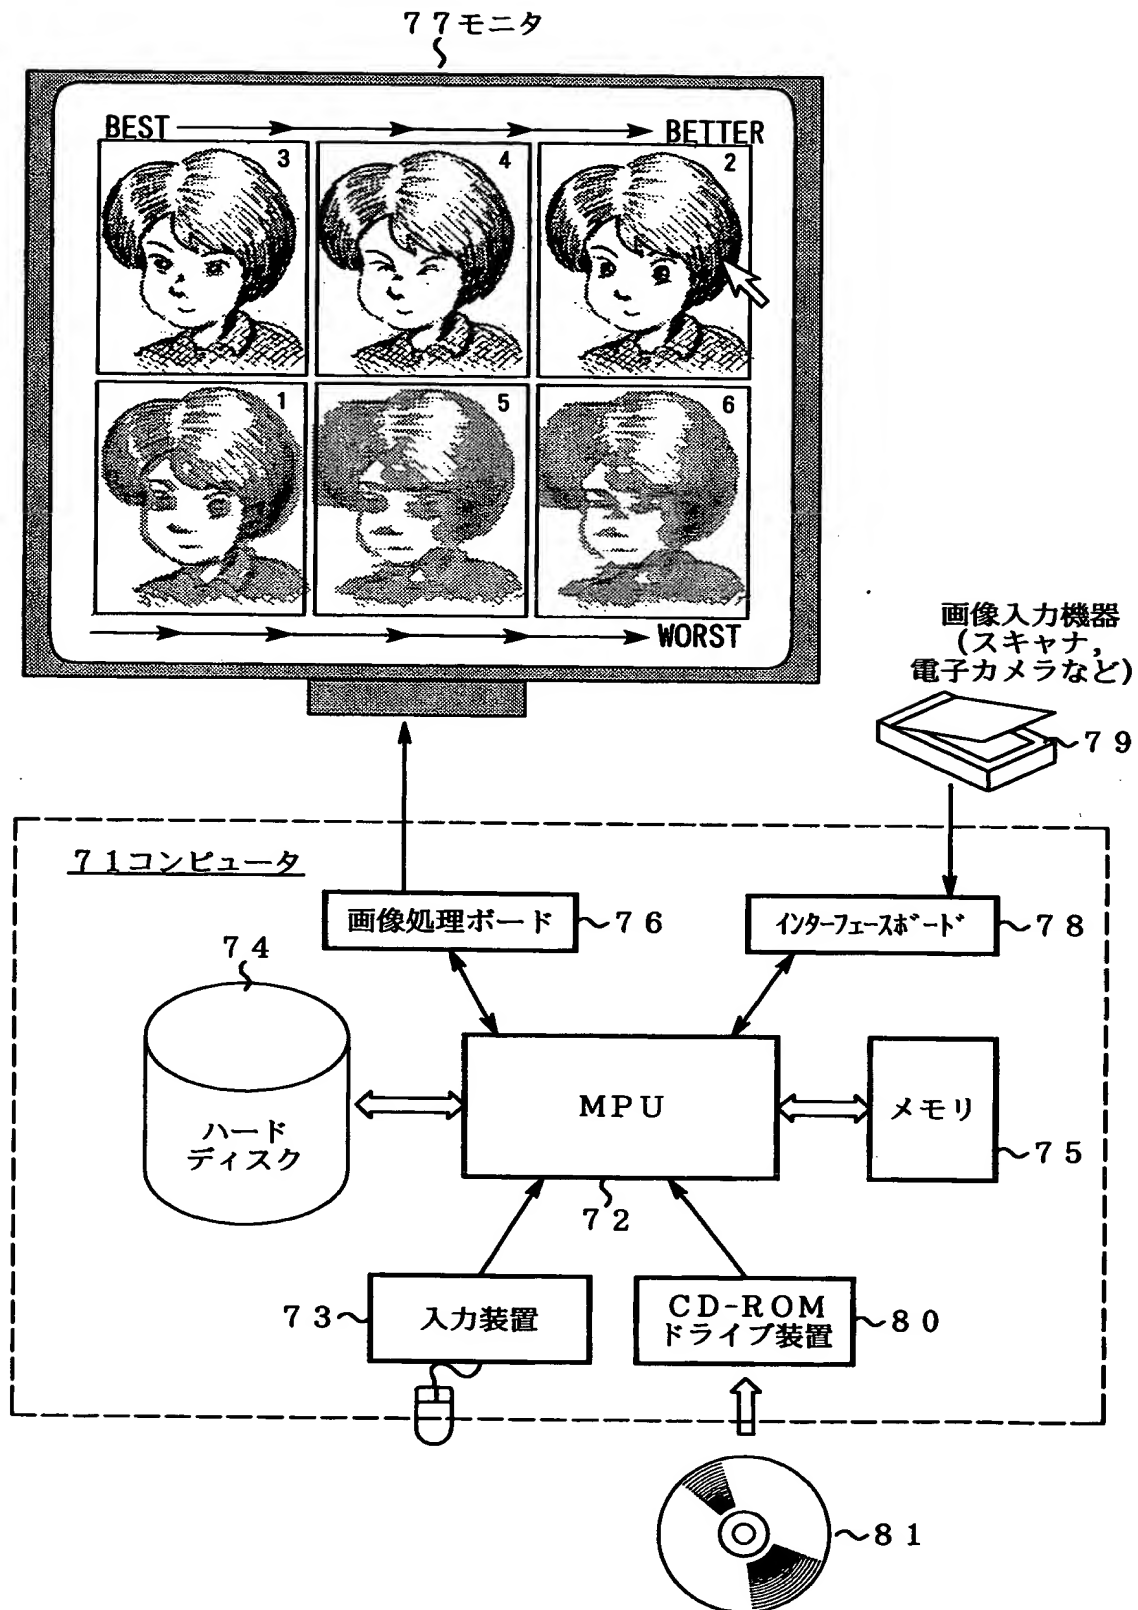 ７７モニタ
BEST
BETTER
3
4
2
1
5
6
WORST
画像入力機器
(スキャナ,
電子カメラなど)
７９
７１コンピュータ
画像処理ボード
７６
インターフェースボード
７８
７４
ハード
ディスク
ＭＰＵ
７２
メモリ
７５
７３
入力装置
ＣＤ-ＲＯＭ
ドライブ装置
８０
８１